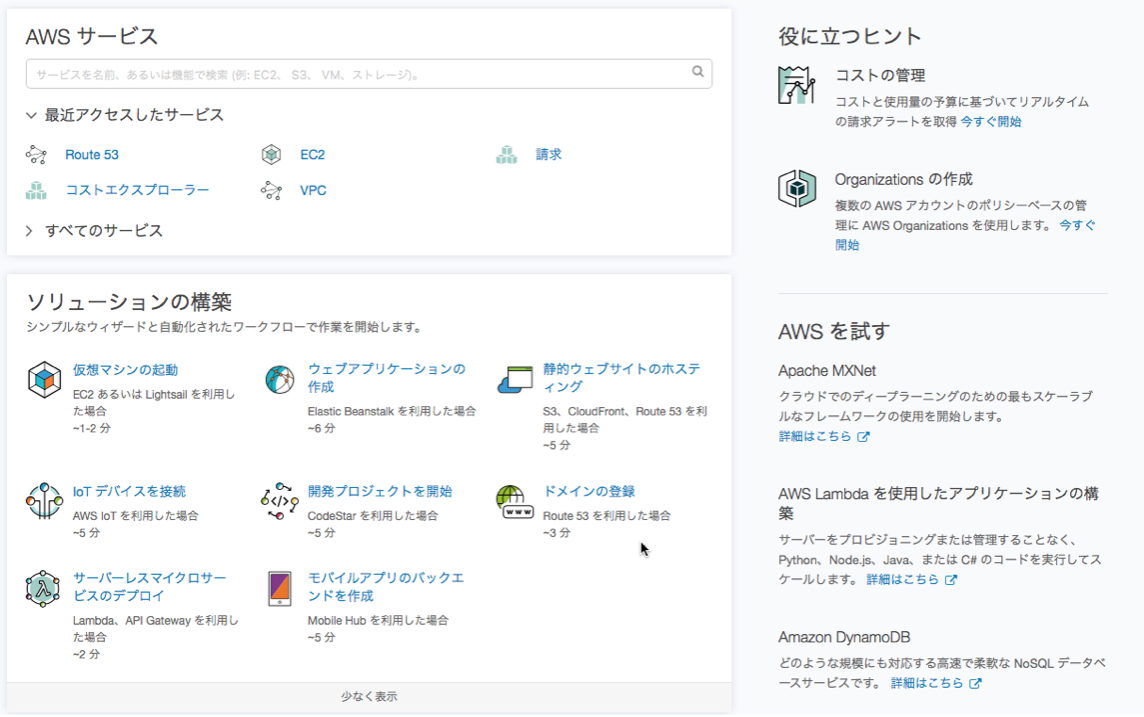 AWS サービス
サービスを名前、あるいは機能で検索 (例: EC2、 S3、 VM、ストレージ)。
最近アクセスしたサービス
Route 53
EC2
請求
コストエクスプローラー
VPC
すべてのサービス
ソリューションの構築
シンプルなウィザードと自動化されたワークフローで作業を開始します。
仮想マシンの起動
EC2 あるいは Lightsail を利用し
た場合
~1-2 分
ウェブアプリケーションの
作成
Elastic Beanstalk を利用した場合
~6 分
静的ウェブサイトのホステ
ィング
S3、CloudFront、Route 53 を利
用した場合
~5 分
IoT デバイスを接続
AWS IoT を利用した場合
~5 分
開発プロジェクトを開始
CodeStar を利用した場合
~5 分
www
ドメインの登録
Route 53 を利用した場合
~3 分
サーバーレスマイクロサー
ビスのデプロイ
Lambda、API Gateway を利用し
た場合
~2 分
モバイルアプリのバックエ
ンドを作成
Mobile Hub を利用した場合
~5 分
少なく表示
役に立つヒント
コストの管理
コストと使用量の予算に基づいてリアルタイム
の請求アラートを取得 今すぐ開始
Organizations の作成
複数の AWS アカウントのポリシーベースの管
理に AWS Organizations を使用します。 今すぐ
開始
AWS を試す
Apache MXNet
クラウドでのディープラーニングのための最もスケーラブ
ルなフレームワークの使用を開始します。
詳細はこちら
AWS Lambda を使用したアプリケーションの構
築
サーバーをプロビジョニングまたは管理することなく、
Python、Node.js、Java、または C# のコードを実行してス
ケールします。 詳細はこちら
Amazon DynamoDB
どのような規模にも対応する高速で柔軟な NoSQL データベ
ースサービスです。 詳細はこちら